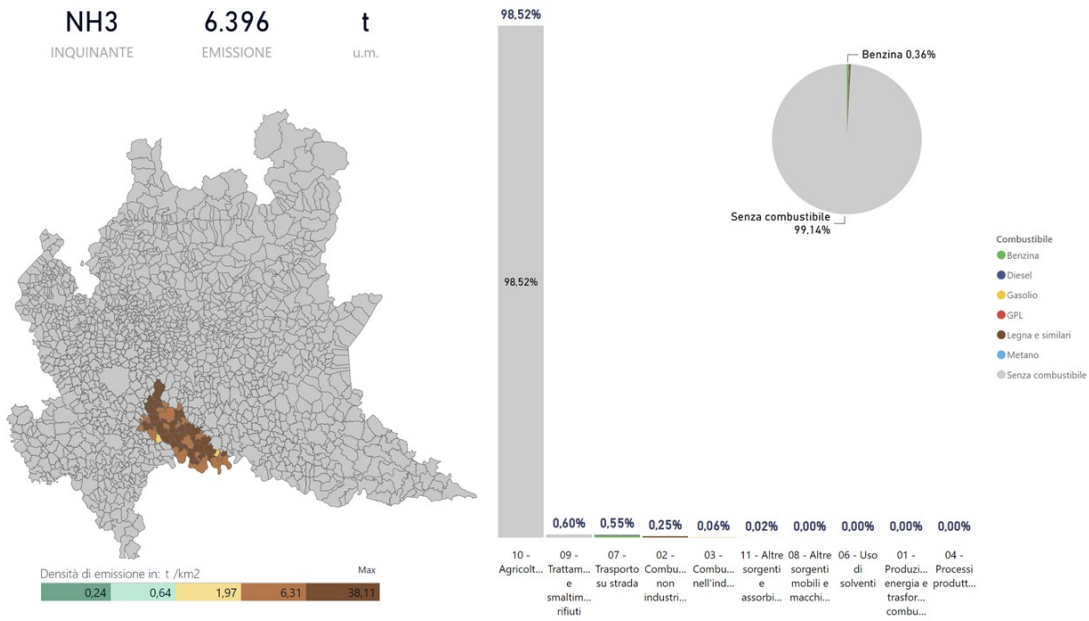 NH3
INQUINANTE
6.396
EMISSIONE
t
u.m.
98,52%
98,52%
Benzina 0,36%
Senza combustibile
99,14%
Combustibile
Benzina
Diesel
Gasolio
GPL
Legna e similari
Metano
Senza combustibile
0,60%
0,55%
0,25%
0,06%
0,02%
0,00%
0,00%
0,00%
0,00%
10 -
Agricolt...
09 -
Trattam...
e
smaltim...
rifiuti
07 -
Trasporto
su strada
02 -
Combu...
non
industri...
03 -
Combu...
nell'ind...
11 - Altre
sorgenti
e
assorbi...
08 - Altre
sorgenti
mobili e
macchi...
06 - Uso
di
solventi
01 -
Produzi...
energia e
trasfor...
combu...
04 -
Processi
produtt...
Densità di emissione in: t /km2
Max
0,24
0,64
1,97
6,31
38,11